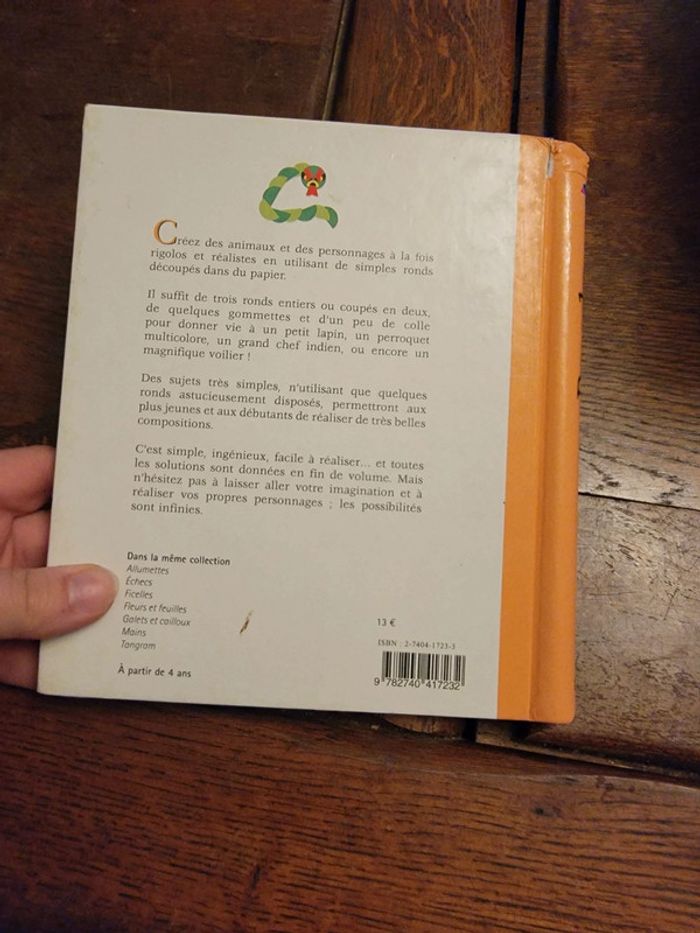 Créez des animaux et des personnages à la fois
rigolos et réalistes en utilisant de simples ronds
découpés dans du papier.
Il suffit de trois ronds entiers ou coupés en deux,
de quelques gommettes et d'un peu de colle
pour donner vie à un petit lapin, un perroquet
multicolore, un grand chef indien, ou encore un
magnifique voilier !
Des sujets très simples, n'utilisant que quelques
ronds astucieusement disposés, permettront aux
plus jeunes et aux débutants de réaliser de très belles
compositions.
C'est simple, ingénieux, facile à réaliser... et toutes
les solutions sont données en fin de volume. Mais
n'hésitez pas à laisser aller votre imagination et à
réaliser vos propres personnages ; les possibilités
sont infinies.
Dans la même collection
Allumettes
Échecs
Ficelles
Fleurs et feuilles
Galets et cailloux
Mains
Tangram
À partir de 4 ans
13 €
ISBN : 2-7404-1723-3
9 782740 417232